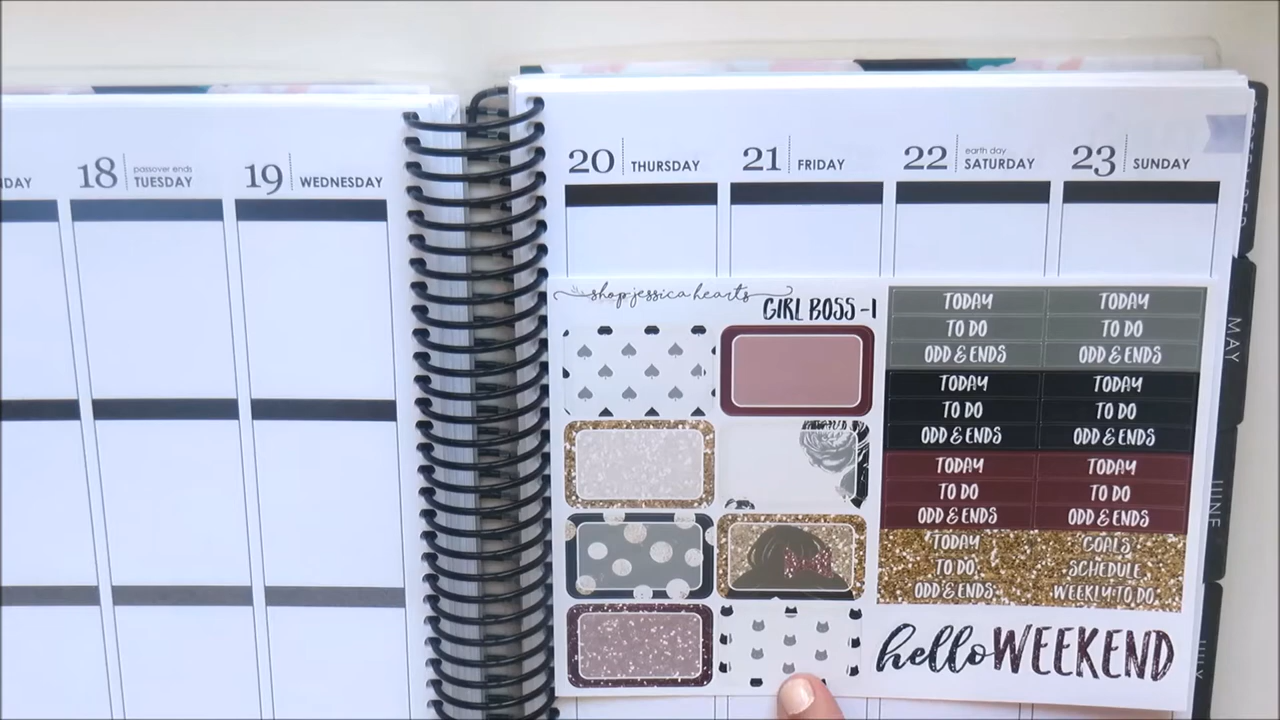 NDAY
18 passover ends TUESDAY
19 WEDNESDAY
20 THURSDAY
21 FRIDAY
22 earth day SATURDAY
23 SUNDAY
shop jessica hearts
GIRL BOSS -1
TODAY TODAY
TO DO TO DO
ODD & ENDS ODD & ENDS
TODAY TODAY
TO DO TO DO
ODD & ENDS ODD & ENDS
TODAY TODAY
TO DO TO DO
ODD & ENDS ODD & ENDS
TODAY GOALS
TO DO SCHEDULE
ODD & ENDS WEEKLY TO DO
hello WEEKEND
MAY
JUNE
JULY